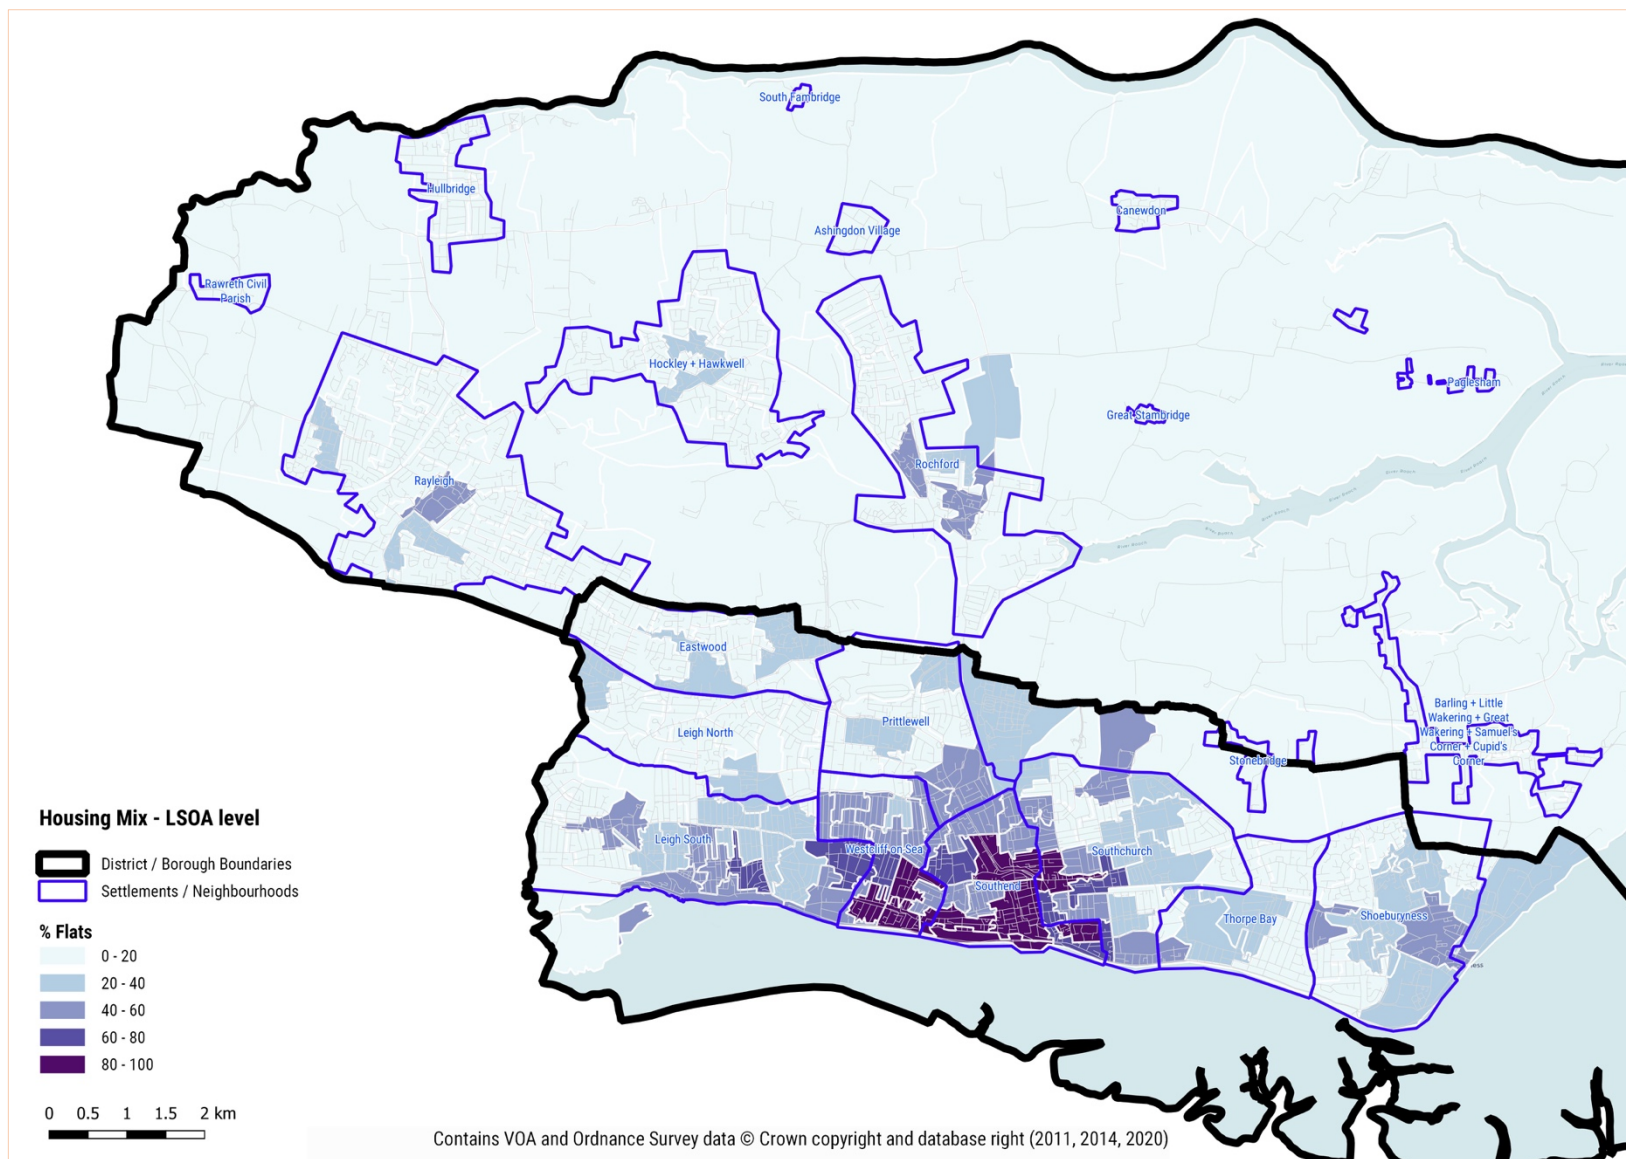 South Fambridge
Hullbridge
Canewdon
Ashingdon Village
Rawreth Civil
Parish
Hockley + Hawkwell
Paglesham
Great Stambridge
Rochford
Rayleigh
Eastwood
Leigh North
Prittlewell
Barling + Little
Wakering + Great
Wakering + Samuel's
Corner + Cupid's
Corner
Stonebridge
Leigh South
Westcliff on Sea
Southchurch
Southend
Thorpe Bay
Shoeburyness
Housing Mix - LSOA level
District / Borough Boundaries
Settlements / Neighbourhoods
% Flats
0 - 20
20 - 40
40 - 60
60 - 80
80 - 100
0 0.5 1 1.5 2 km
Contains VOA and Ordnance Survey data © Crown copyright and database right (2011, 2014, 2020)